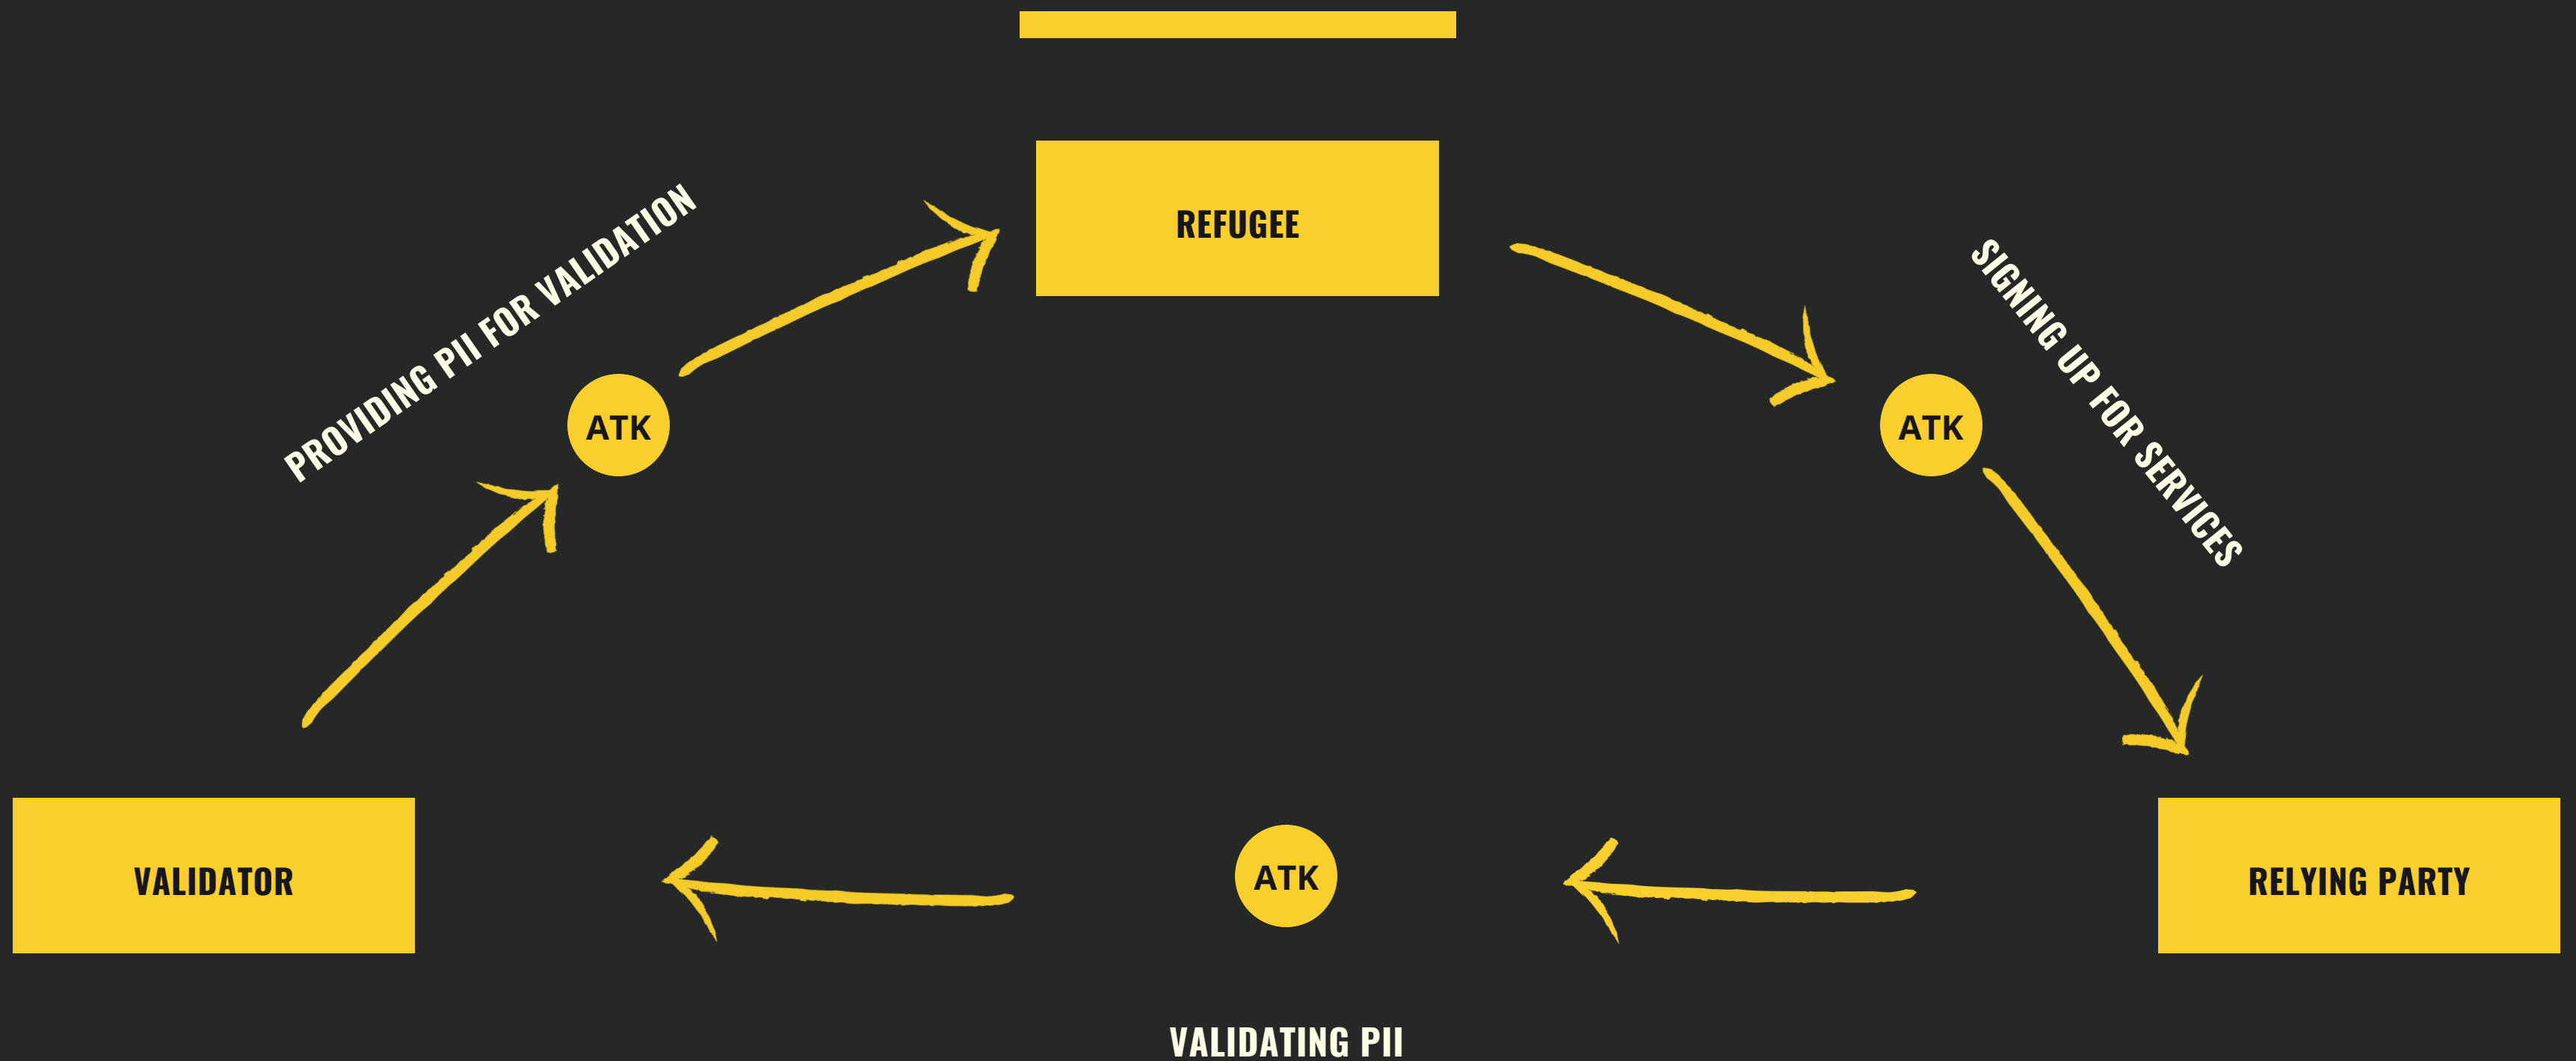 REFUGEE
PROVIDING PII FOR VALIDATION
SIGNING UP FOR SERVICES
ATK
ATK
VALIDATOR
ATK
RELYING PARTY
VALIDATING PII